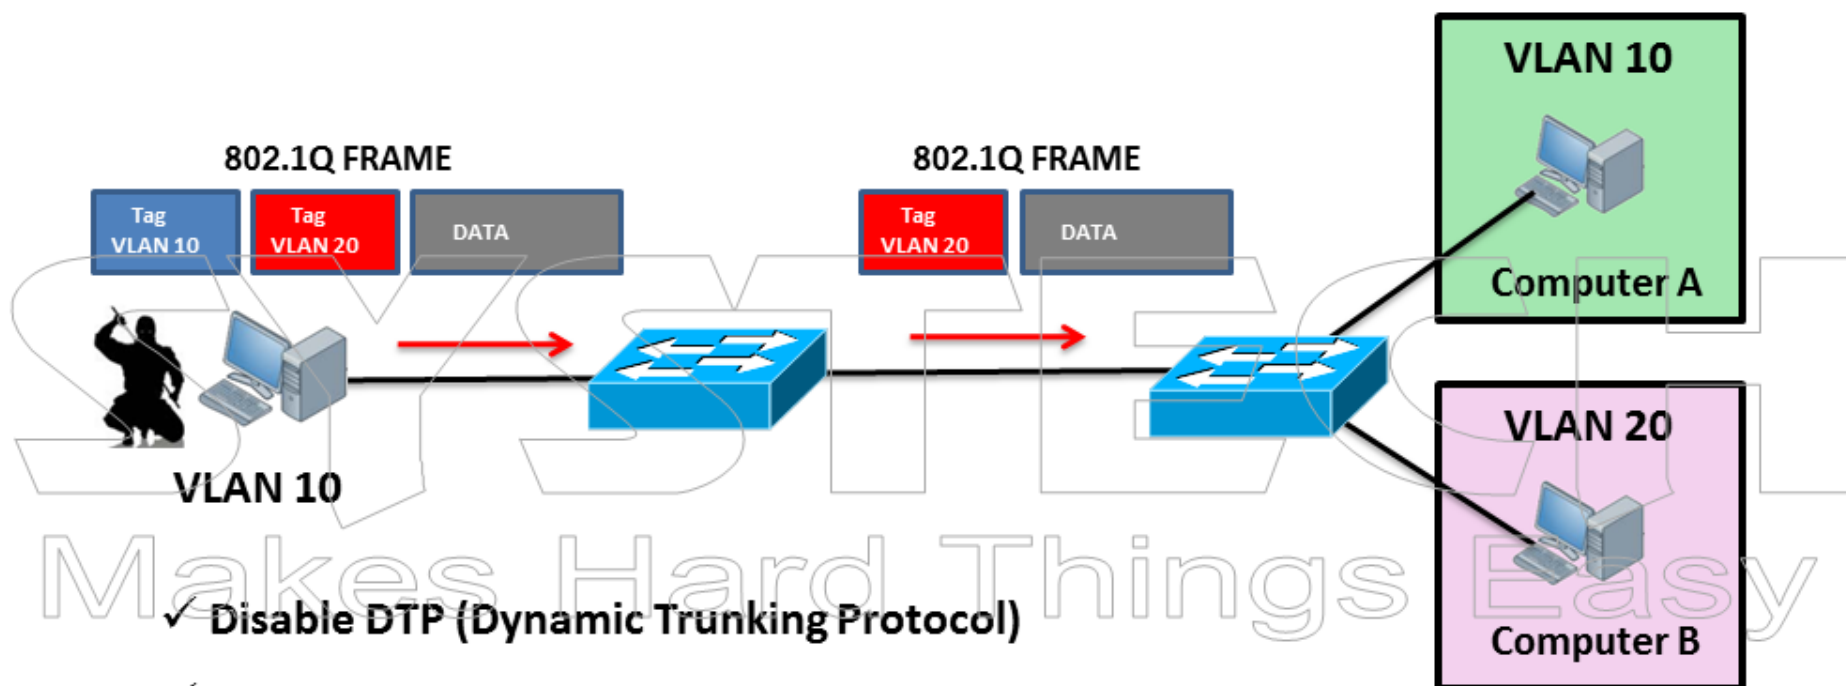 VLAN 10
802.1Q FRAME
802.1Q FRAME
Tag
VLAN 10
Tag
VLAN 20
DATA
Tag
VLAN 20
DATA
Computer A
VLAN 10
VLAN 20
SYSTECH
Makes Hard Things Easy
✓ Disable DTP (Dynamic Trunking Protocol)
Computer B